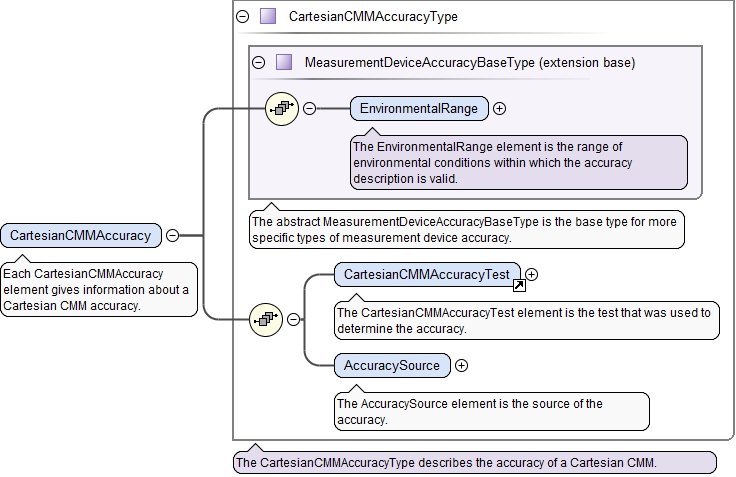 CartesianCMMAccuracyType
MeasurementDeviceAccuracyBaseType (extension base)
EnvironmentalRange
The EnvironmentalRange element is the range of
environmental conditions within which the accuracy
description is valid.
The abstract MeasurementDeviceAccuracyBaseType is the base type for more
specific types of measurement device accuracy.
CartesianCMMAccuracy
Each CartesianCMMAccuracy
element gives information about a
Cartesian CMM accuracy.
CartesianCMMAccuracyTest
The CartesianCMMAccuracyTest element is the test that was used to
determine the accuracy.
AccuracySource
The AccuracySource element is the source of the
accuracy.
The CartesianCMMAccuracyType describes the accuracy of a Cartesian CMM.